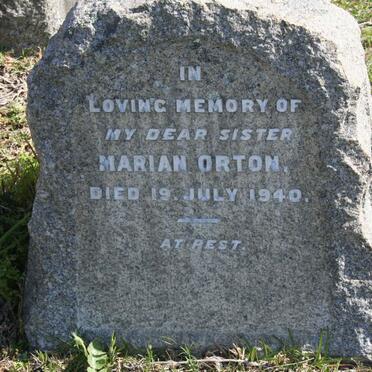 IN
LOVING MEMORY OF
MY DEAR SISTER
MARIAN ORTON.
DIED 19. JULY 1940.
AT REST.